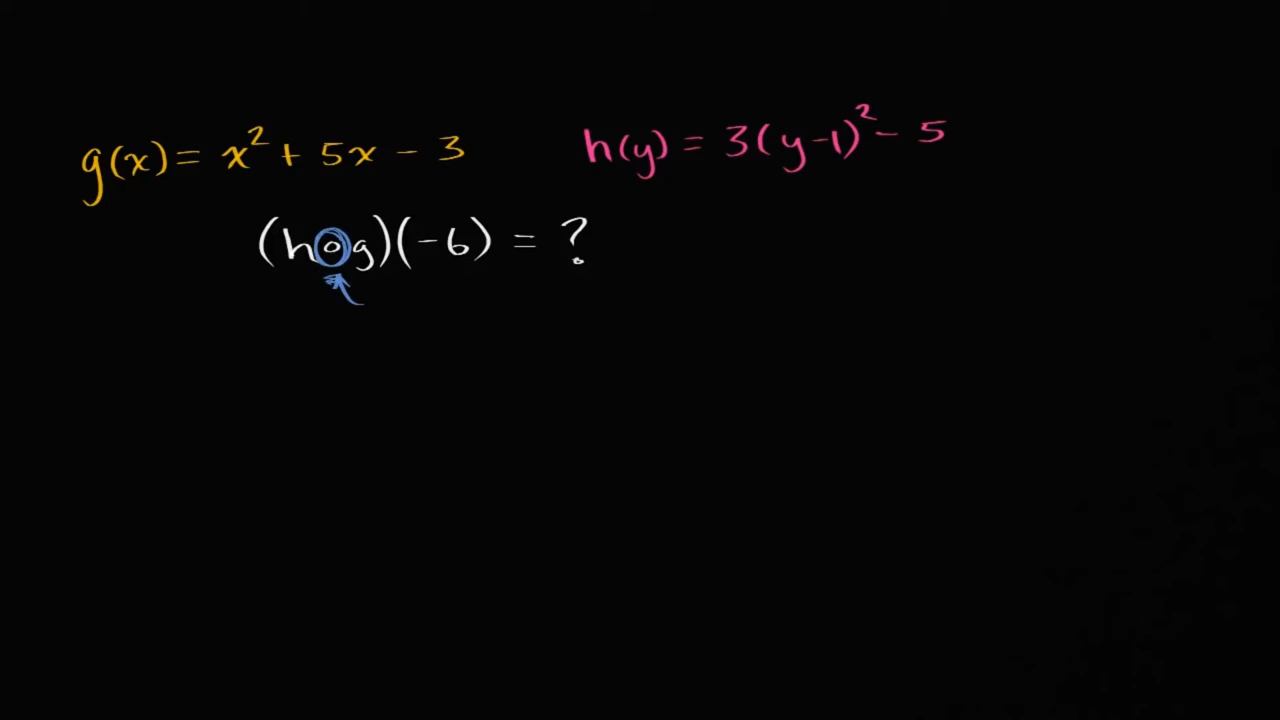 g(x) = x² + 5x - 3 h(y) = 3(y-1)² - 5
(h∘g)(-6) = ?